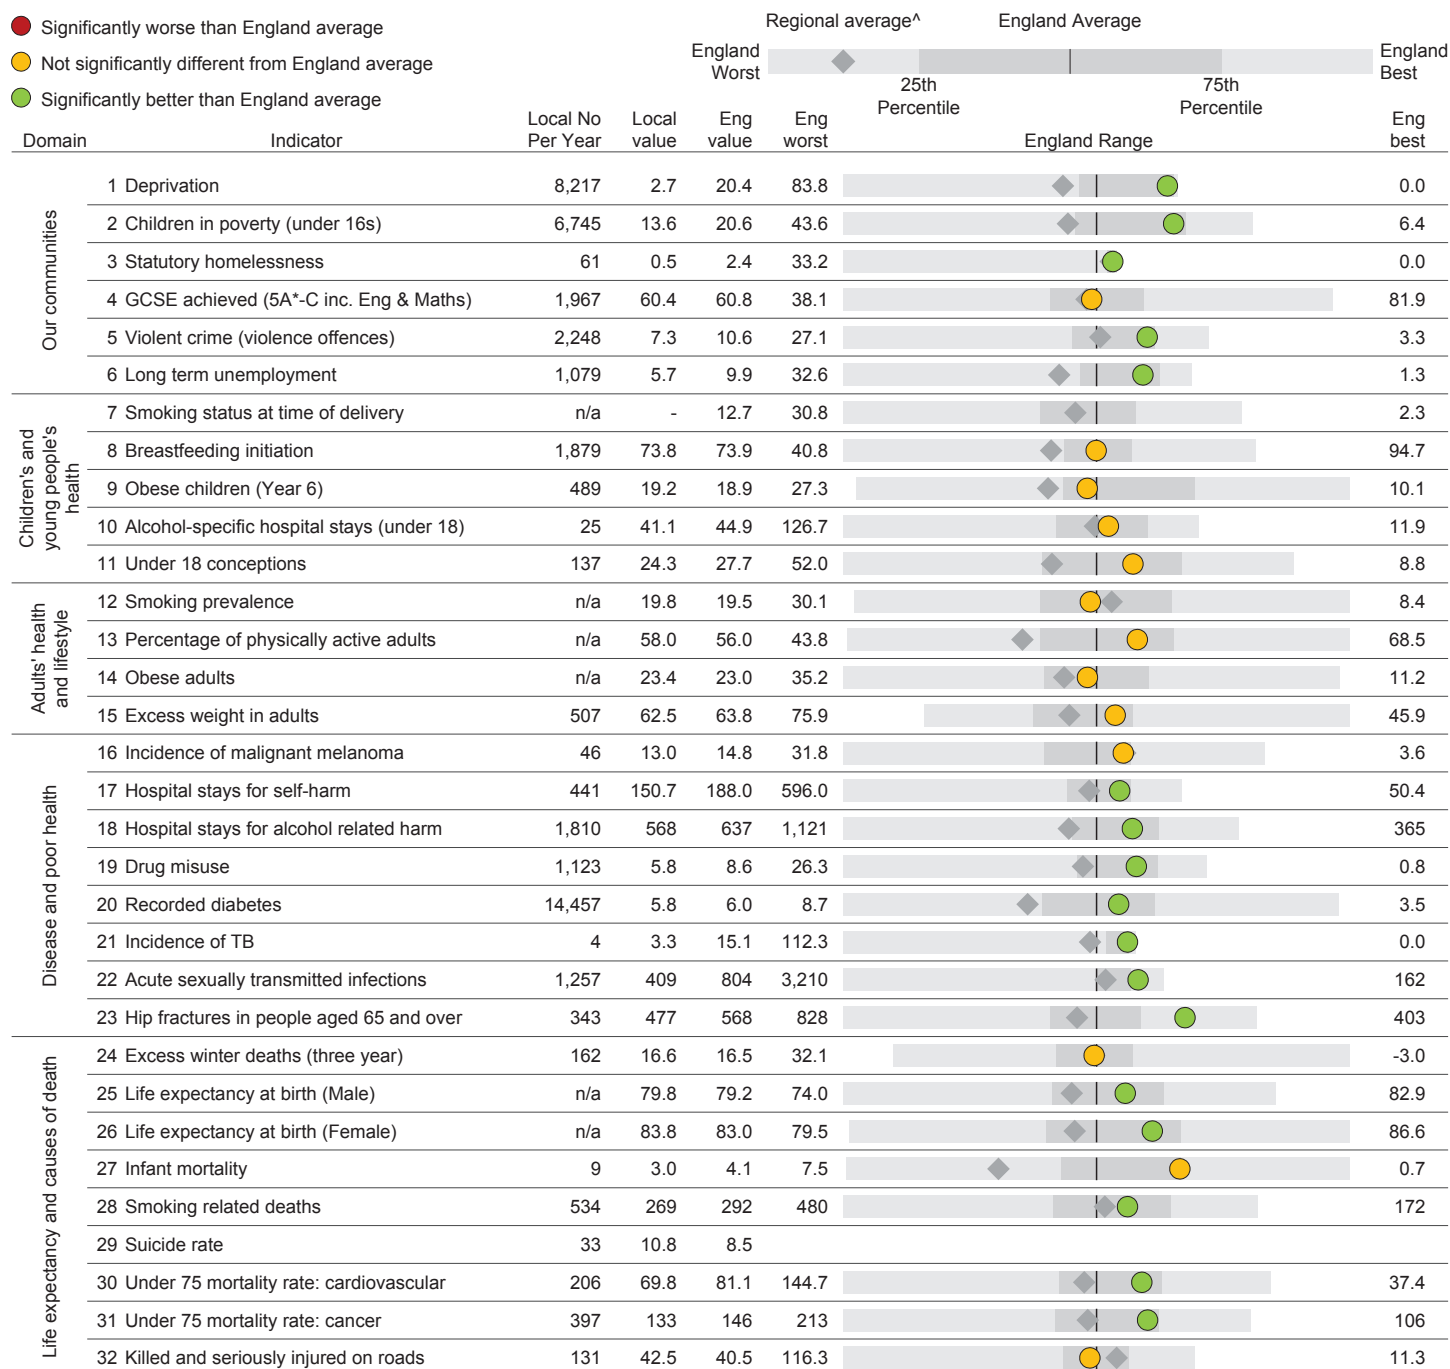 Significantly worse than England average
Not significantly different from England average
Significantly better than England average
Regional average^ England Average
England Worst England Best
25th Percentile 75th Percentile
Domain Indicator Local No Per Year Local value Eng value Eng worst England Range Eng best
Our communities
1 Deprivation 8,217 2.7 20.4 83.8 0.0
2 Children in poverty (under 16s) 6,745 13.6 20.6 43.6 6.4
3 Statutory homelessness 61 0.5 2.4 33.2 0.0
4 GCSE achieved (5A*-C inc. Eng & Maths) 1,967 60.4 60.8 38.1 81.9
5 Violent crime (violence offences) 2,248 7.3 10.6 27.1 3.3
6 Long term unemployment 1,079 5.7 9.9 32.6 1.3
Children's and young people's health
7 Smoking status at time of delivery n/a - 12.7 30.8 2.3
8 Breastfeeding initiation 1,879 73.8 73.9 40.8 94.7
9 Obese children (Year 6) 489 19.2 18.9 27.3 10.1
10 Alcohol-specific hospital stays (under 18) 25 41.1 44.9 126.7 11.9
11 Under 18 conceptions 137 24.3 27.7 52.0 8.8
Adults' health and lifestyle
12 Smoking prevalence n/a 19.8 19.5 30.1 8.4
13 Percentage of physically active adults n/a 58.0 56.0 43.8 68.5
14 Obese adults n/a 23.4 23.0 35.2 11.2
15 Excess weight in adults 507 62.5 63.8 75.9 45.9
Disease and poor health
16 Incidence of malignant melanoma 46 13.0 14.8 31.8 3.6
17 Hospital stays for self-harm 441 150.7 188.0 596.0 50.4
18 Hospital stays for alcohol related harm 1,810 568 637 1,121 365
19 Drug misuse 1,123 5.8 8.6 26.3 0.8
20 Recorded diabetes 14,457 5.8 6.0 8.7 3.5
21 Incidence of TB 4 3.3 15.1 112.3 0.0
22 Acute sexually transmitted infections 1,257 409 804 3,210 162
23 Hip fractures in people aged 65 and over 343 477 568 828 403
Life expectancy and causes of death
24 Excess winter deaths (three year) 162 16.6 16.5 32.1 -3.0
25 Life expectancy at birth (Male) n/a 79.8 79.2 74.0 82.9
26 Life expectancy at birth (Female) n/a 83.8 83.0 79.5 86.6
27 Infant mortality 9 3.0 4.1 7.5 0.7
28 Smoking related deaths 534 269 292 480 172
29 Suicide rate 33 10.8 8.5
30 Under 75 mortality rate: cardiovascular 206 69.8 81.1 144.7 37.4
31 Under 75 mortality rate: cancer 397 133 146 213 106
32 Killed and seriously injured on roads 131 42.5 40.5 116.3 11.3